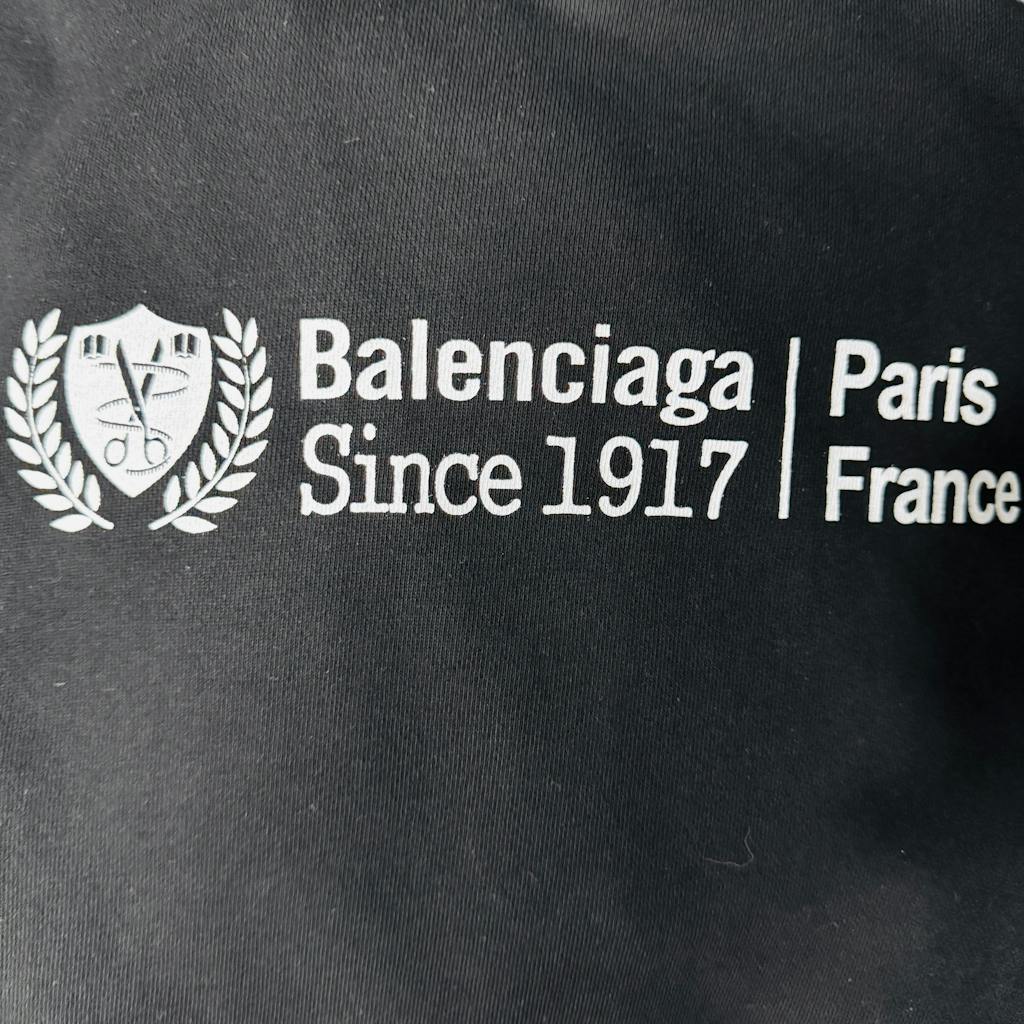 Balenciaga
Since 1917
Paris
France